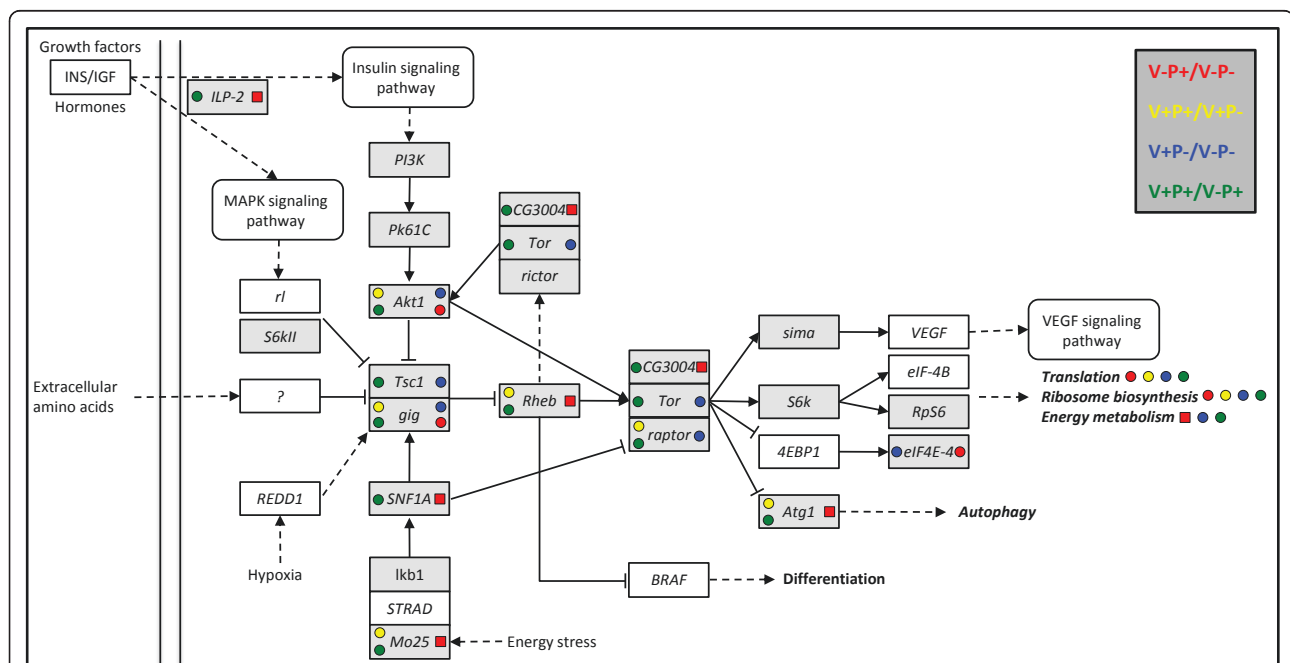 Growth factors
INS/IGF
Hormones
ILP-2
Insulin signaling
pathway
V-P+/V-P-
V+P+/V+P-
V+P-/V-P-
V+P+/V-P+
PI3K
MAPK signaling
pathway
Pk61C
CG3004
Tor
rictor
rl
S6kII
Akt1
sima
VEGF
VEGF signaling
pathway
Extracellular
amino acids
?
Tsc1
gig
Rheb
CG3004
Tor
raptor
S6k
eIF-4B
RpS6
Translation
Ribosome biosynthesis
Energy metabolism
4EBP1
eIF4E-4
REDD1
SNF1A
Atg1
Autophagy
Hypoxia
lkb1
STRAD
Mo25
Energy stress
BRAF
Differentiation